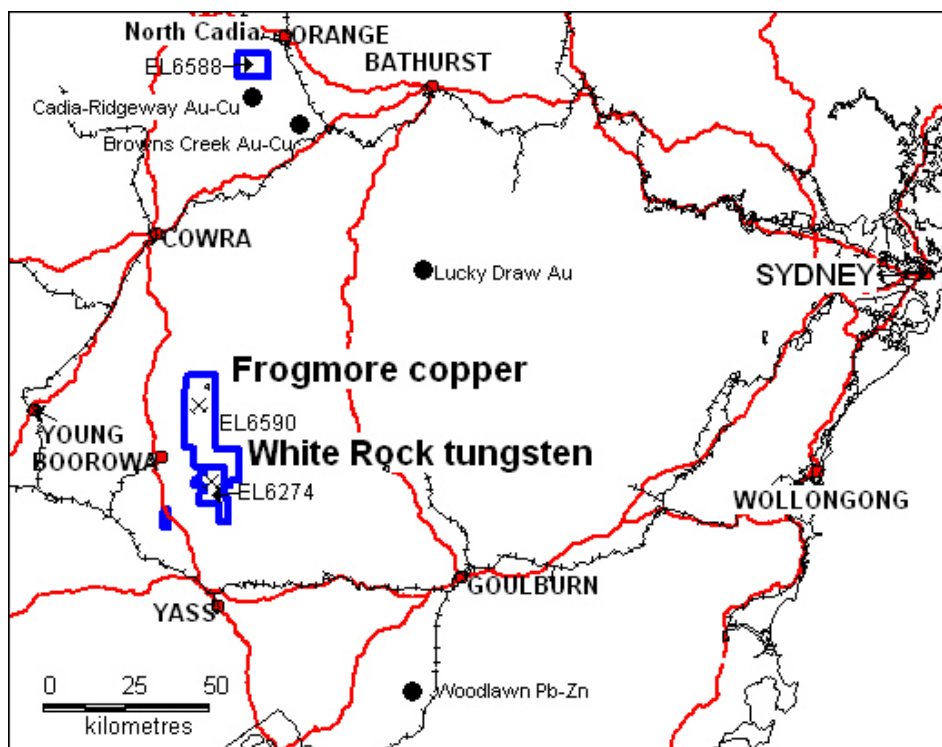 North Cadia
ORANGE
EL6588
BATHURST
Cadia-Ridgeway Au-Cu
Browns Creek Au-Cu
COWRA
Lucky Draw Au
SYDNEY
Frogmore copper
EL6590
YOUNG
BOOROWA
White Rock tungsten
EL6274
WOLLONGONG
GOULBURN
YASS
0 25 50
kilometres
Woodlawn Pb-Zn